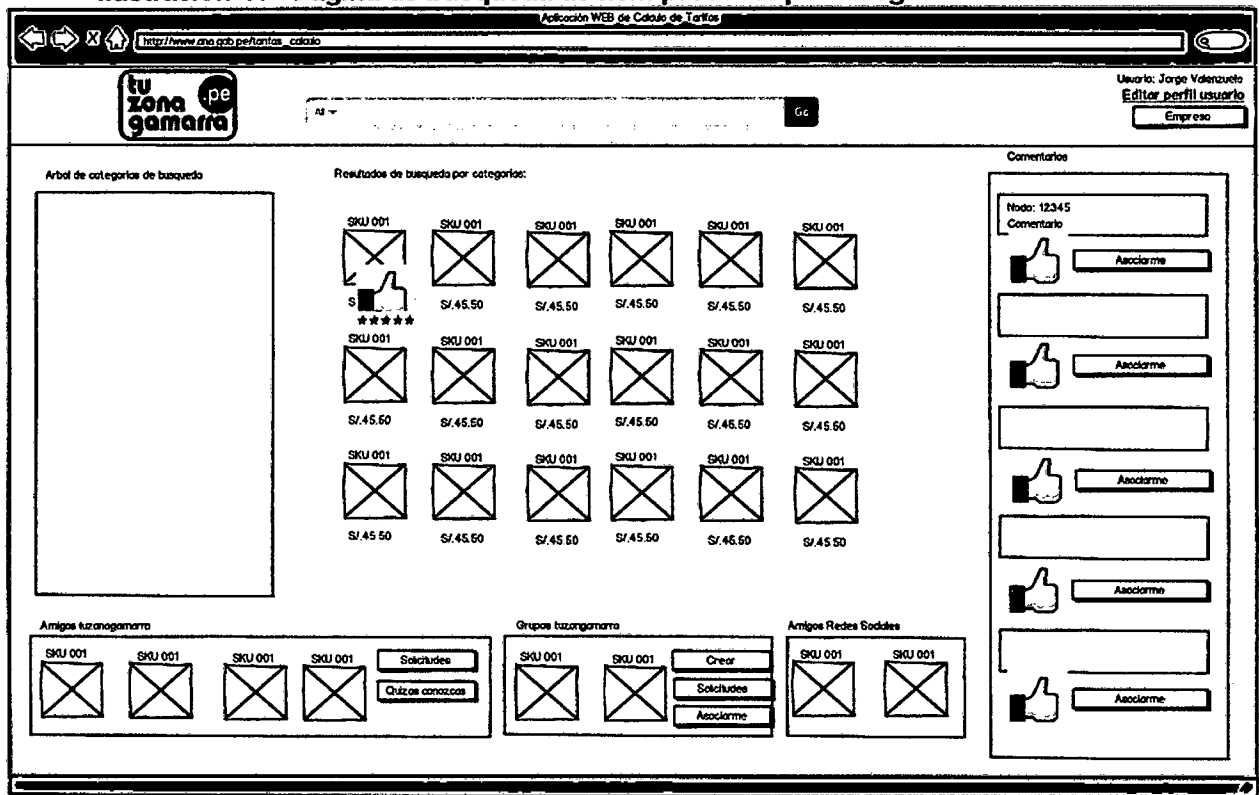 Aplicación WEB de Calculo de Tarifas
X
http://www.ana.gob.pe/tarifas_calculo
tu
zona
gamarra
.pe
All
Go
Usuario: Jorge Valenzuela
Editar perfil usuario
Empresa
Arbol de categorias de busqueda
Resultados de busqueda por categorias:
SKU 001 SKU 001 SKU 001 SKU 001 SKU 001 SKU 001
S S/.45.50 S/.45.50 S/.45.50 S/.45.50 S/.45.50
★★★★★
SKU 001 SKU 001 SKU 001 SKU 001 SKU 001 SKU 001
S/.45.50 S/.45.50 S/.45.50 S/.45.50 S/.45.50 S/.45.50
SKU 001 SKU 001 SKU 001 SKU 001 SKU 001 SKU 001
S/.45.50 S/.45.50 S/.45.50 S/.45.50 S/.45.50 S/.45.50
Comentarios
Nodo: 12345
Comentario
Asociarme
Asociarme
Asociarme
Asociarme
Asociarme
Amigos tuzonagamarra
SKU 001 SKU 001 SKU 001 SKU 001
Solicitudes
Quizas conozcas
Grupos tuzongamarra
SKU 001 SKU 001
Crear
Solicitudes
Asociarme
Amigos Redes Sociales
SKU 001 SKU 001